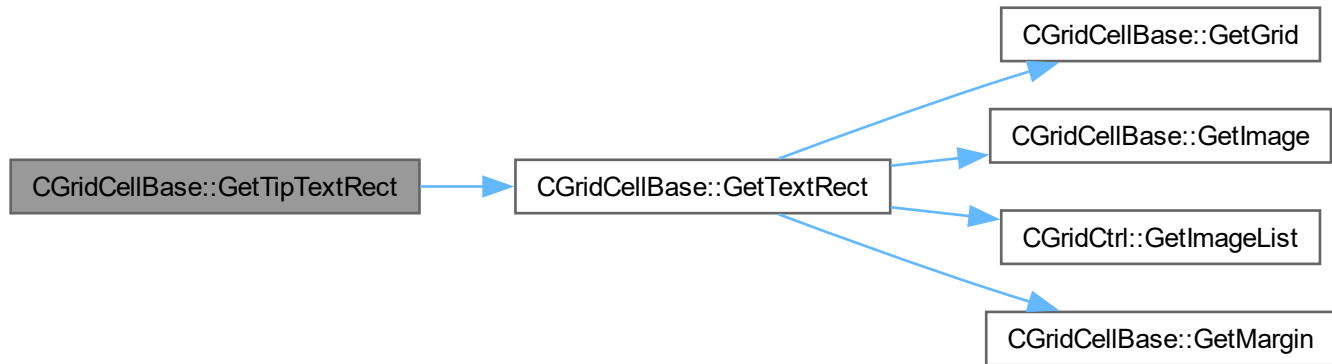 CGridCellBase::GetTipTextRect
CGridCellBase::GetTextRect
CGridCellBase::GetGrid
CGridCellBase::GetImage
CGridCtrl::GetImageList
CGridCellBase::GetMargin